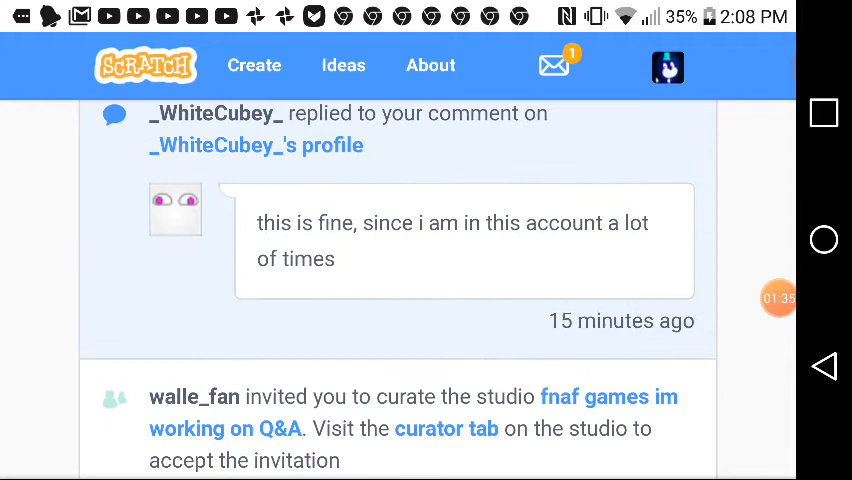 35% 2:08 PM
SCRATCH Create Ideas About 1
_WhiteCubey_ replied to your comment on
_WhiteCubey_'s profile
this is fine, since i am in this account a lot
of times
01:35
15 minutes ago
walle_fan invited you to curate the studio fnaf games im
working on Q&A. Visit the curator tab on the studio to
accept the invitation